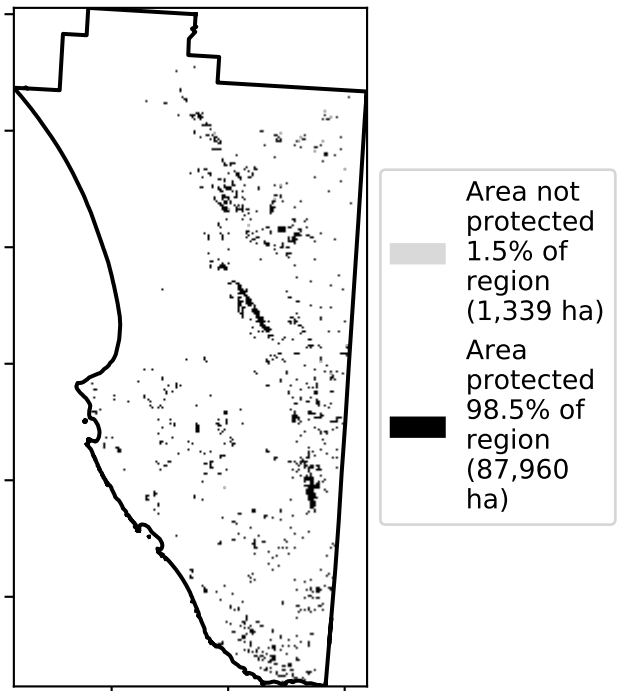 Area not
protected
1.5% of
region
(1,339 ha)
Area
protected
98.5% of
region
(87,960
ha)